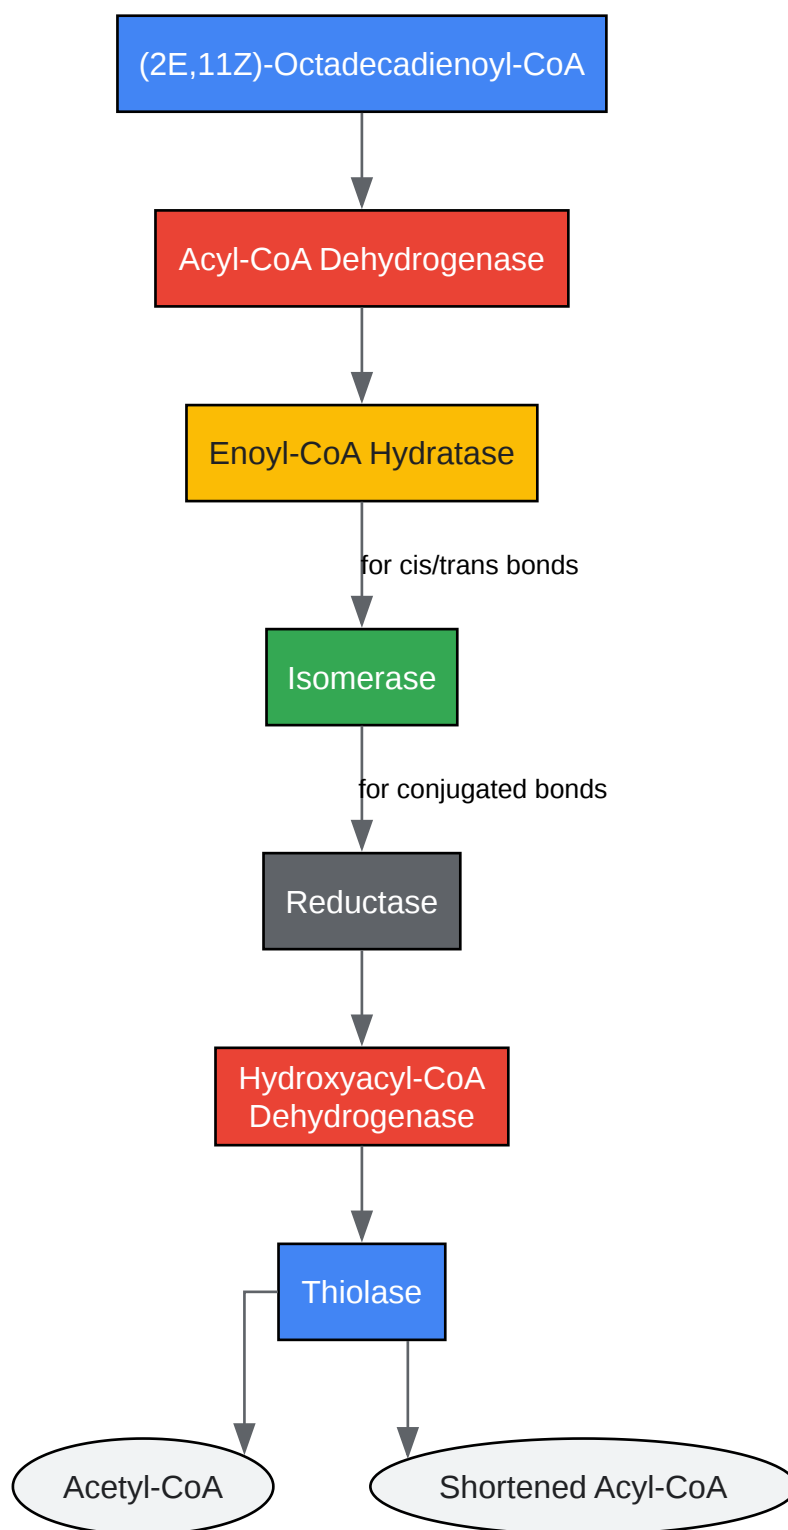 (2E,11Z)-Octadecadienoyl-CoA
Acyl-CoA Dehydrogenase
Enoyl-CoA Hydratase
for cis/trans bonds
Isomerase
for conjugated bonds
Reductase
Hydroxyacyl-CoA
Dehydrogenase
Thiolase
Acetyl-CoA
Shortened Acyl-CoA